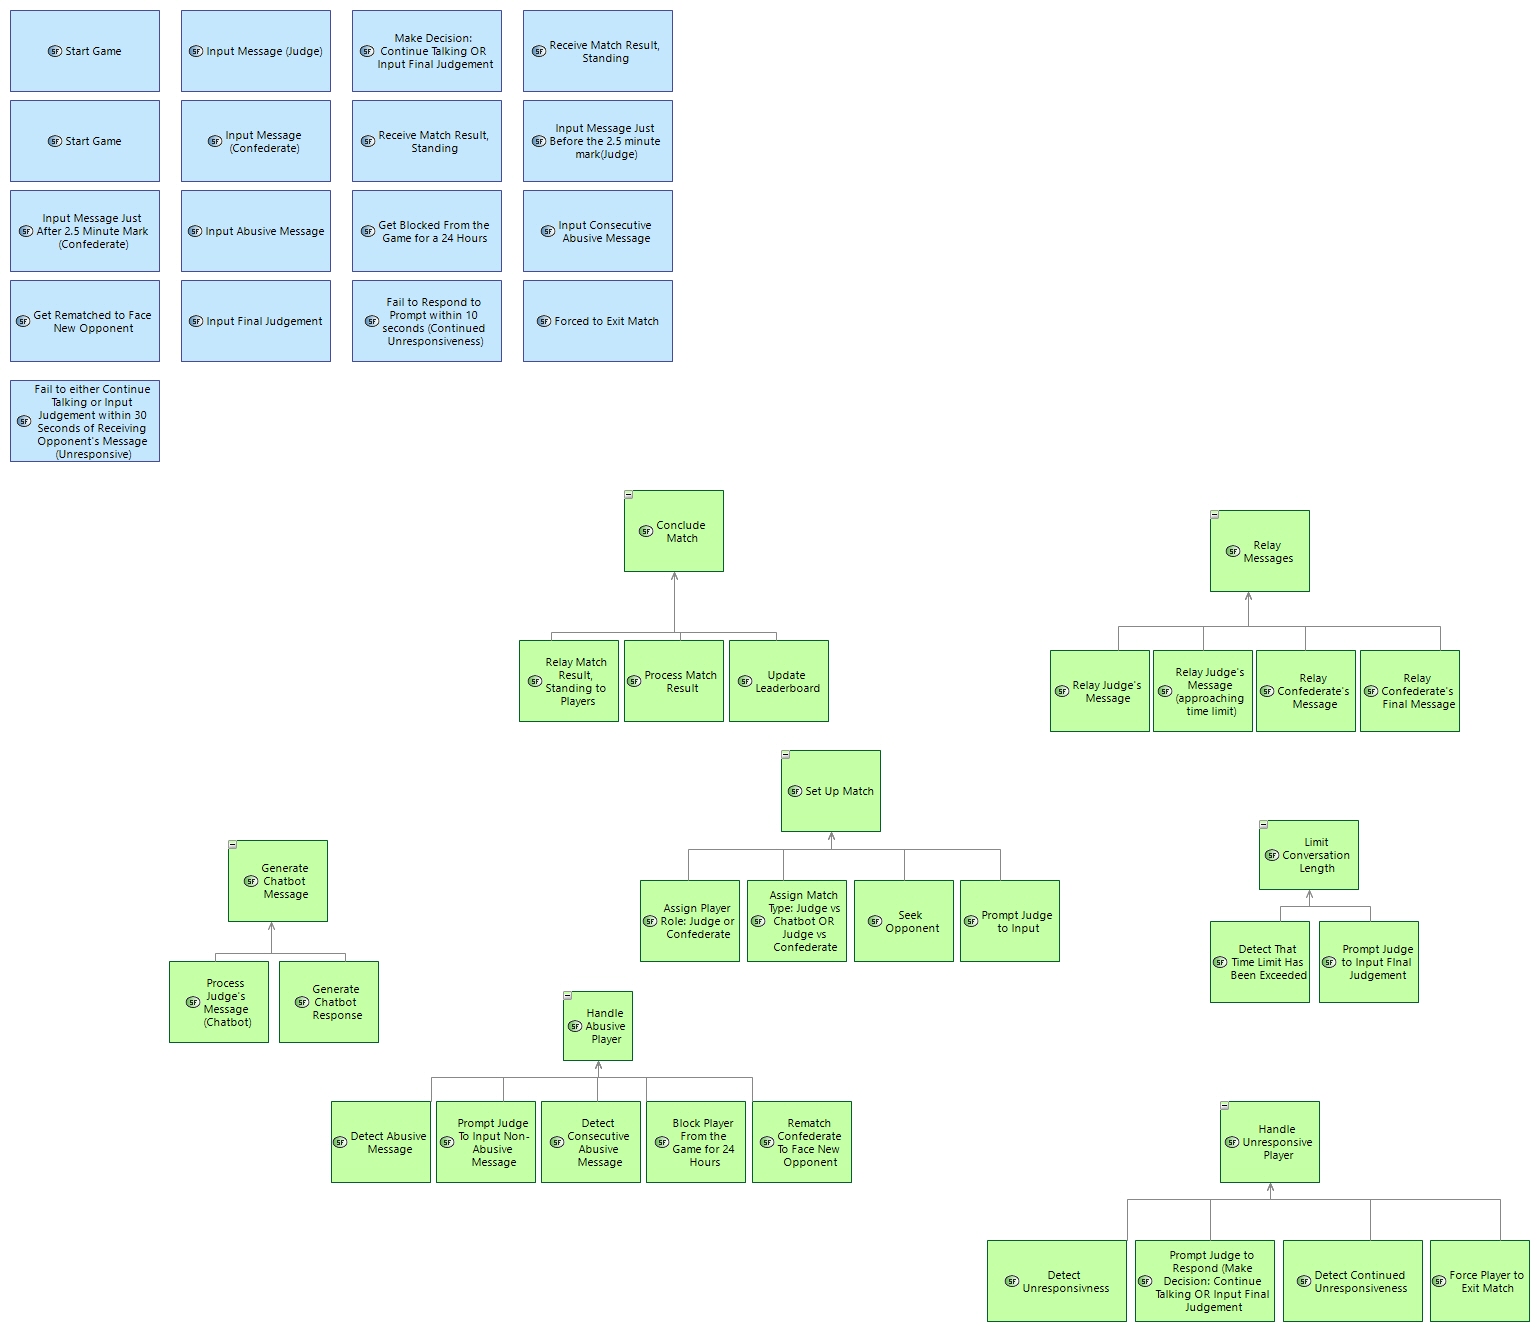 Start Game
Input Message (Judge)
Make Decision:
Continue Talking OR
Input Final Judgement
Receive Match Result,
Standing
Start Game
Input Message
(Confederate)
Receive Match Result,
Standing
Input Message Just
Before the 2.5 minute
mark(Judge)
Input Message Just
After 2.5 Minute Mark
(Confederate)
Input Abusive Message
Get Blocked From the
Game for a 24 Hours
Input Consecutive
Abusive Message
Get Rematched to Face
New Opponent
Input Final Judgement
Fail to Respond to
Prompt within 10
seconds (Continued
Unresponsiveness)
Forced to Exit Match
Fail to either Continue
Talking or Input
Judgement within 30
Seconds of Receiving
Opponent's Message
(Unresponsive)
Conclude
Match
Relay Match
Result,
Standing to
Players
Process Match
Result
Update
Leaderboard
Relay
Messages
Relay Judge's
Message
Relay Judge's
Message
(approaching
time limit)
Relay
Confederate's
Message
Relay
Confederate's
Final Message
Set Up Match
Assign Player
Role: Judge or
Confederate
Assign Match
Type: Judge vs
Chatbot OR
Judge vs
Confederate
Seek
Opponent
Prompt Judge
to Input
Limit
Conversation
Length
Detect That
Time Limit Has
Been Exceeded
Prompt Judge
to Input FInal
Judgement
Generate
Chatbot
Message
Process
Judge's
Message
(Chatbot)
Generate
Chatbot
Response
Handle
Abusive
Player
Detect Abusive
Message
Prompt Judge
To Input Non-
Abusive
Message
Detect
Consecutive
Abusive
Message
Block Player
From the
Game for 24
Hours
Rematch
Confederate
To Face New
Opponent
Handle
Unresponsive
Player
Detect
Unresponsivness
Prompt Judge to
Respond (Make
Decision: Continue
Talking OR Input Final
Judgement
Detect Continued
Unresponsiveness
Force Player to
Exit Match